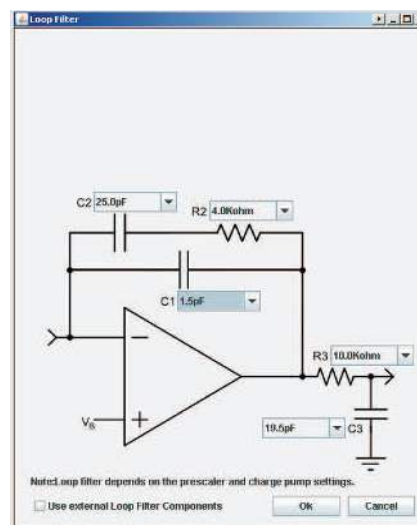 Loop Filter
C2 25.0pF
R2 4.0Kohm
C1 1.5pF
R3 10.0Kohm
VB
19.5pF C3
Note:Loop filter depends on the prescaler and charge pump settings.
Use external Loop Filter Components
Ok
Cancel